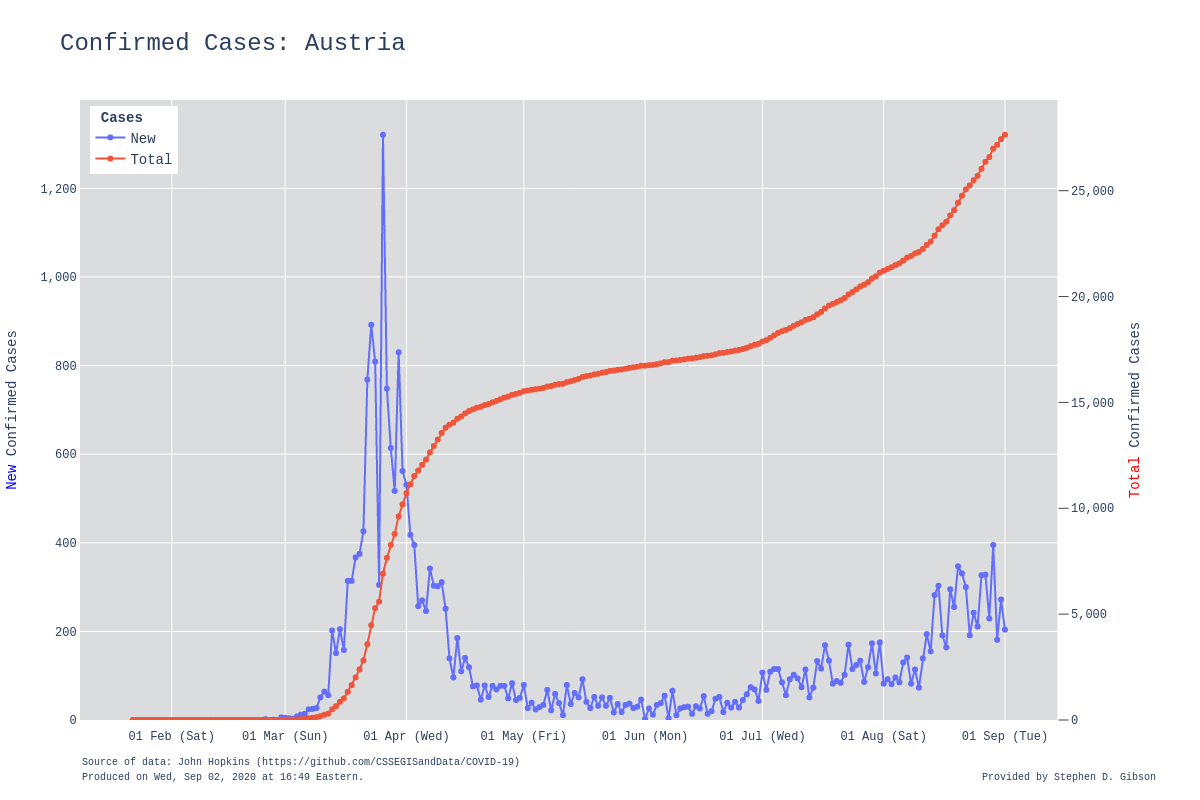 Confirmed Cases: Austria
Cases
New
Total
1,200
1,000
800
600
400
200
0
25,000
20,000
15,000
10,000
5,000
0
New Confirmed Cases
Total Confirmed Cases
01 Feb (Sat) 01 Mar (Sun) 01 Apr (Wed) 01 May (Fri) 01 Jun (Mon) 01 Jul (Wed) 01 Aug (Sat) 01 Sep (Tue)
Source of data: John Hopkins (https://github.com/CSSEGISandData/COVID-19)
Produced on Wed, Sep 02, 2020 at 16:49 Eastern.
Provided by Stephen D. Gibson